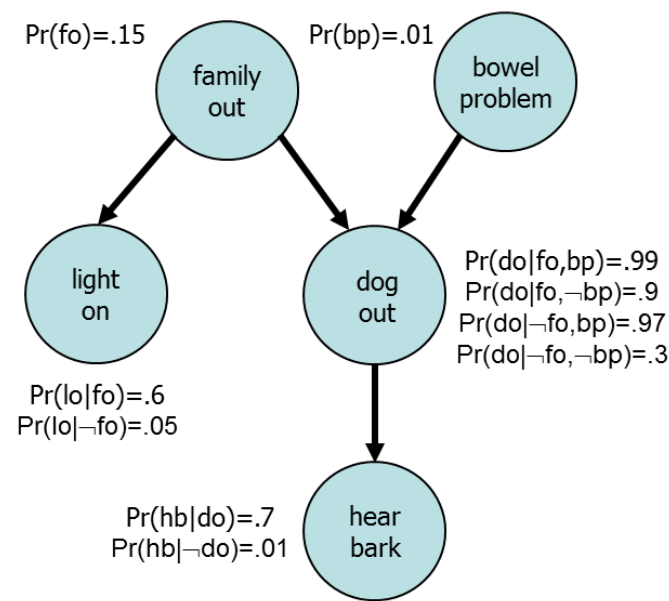 Pr(fo)=.15
family
out
Pr(bp)=.01
bowel
problem
light
on
dog
out
Pr(do|fo,bp)=.99
Pr(do|fo,¬bp)=.9
Pr(do|¬fo,bp)=.97
Pr(do|¬fo,¬bp)=.3
Pr(lo|fo)=.6
Pr(lo|¬fo)=.05
Pr(hb|do)=.7
Pr(hb|¬do)=.01
hear
bark